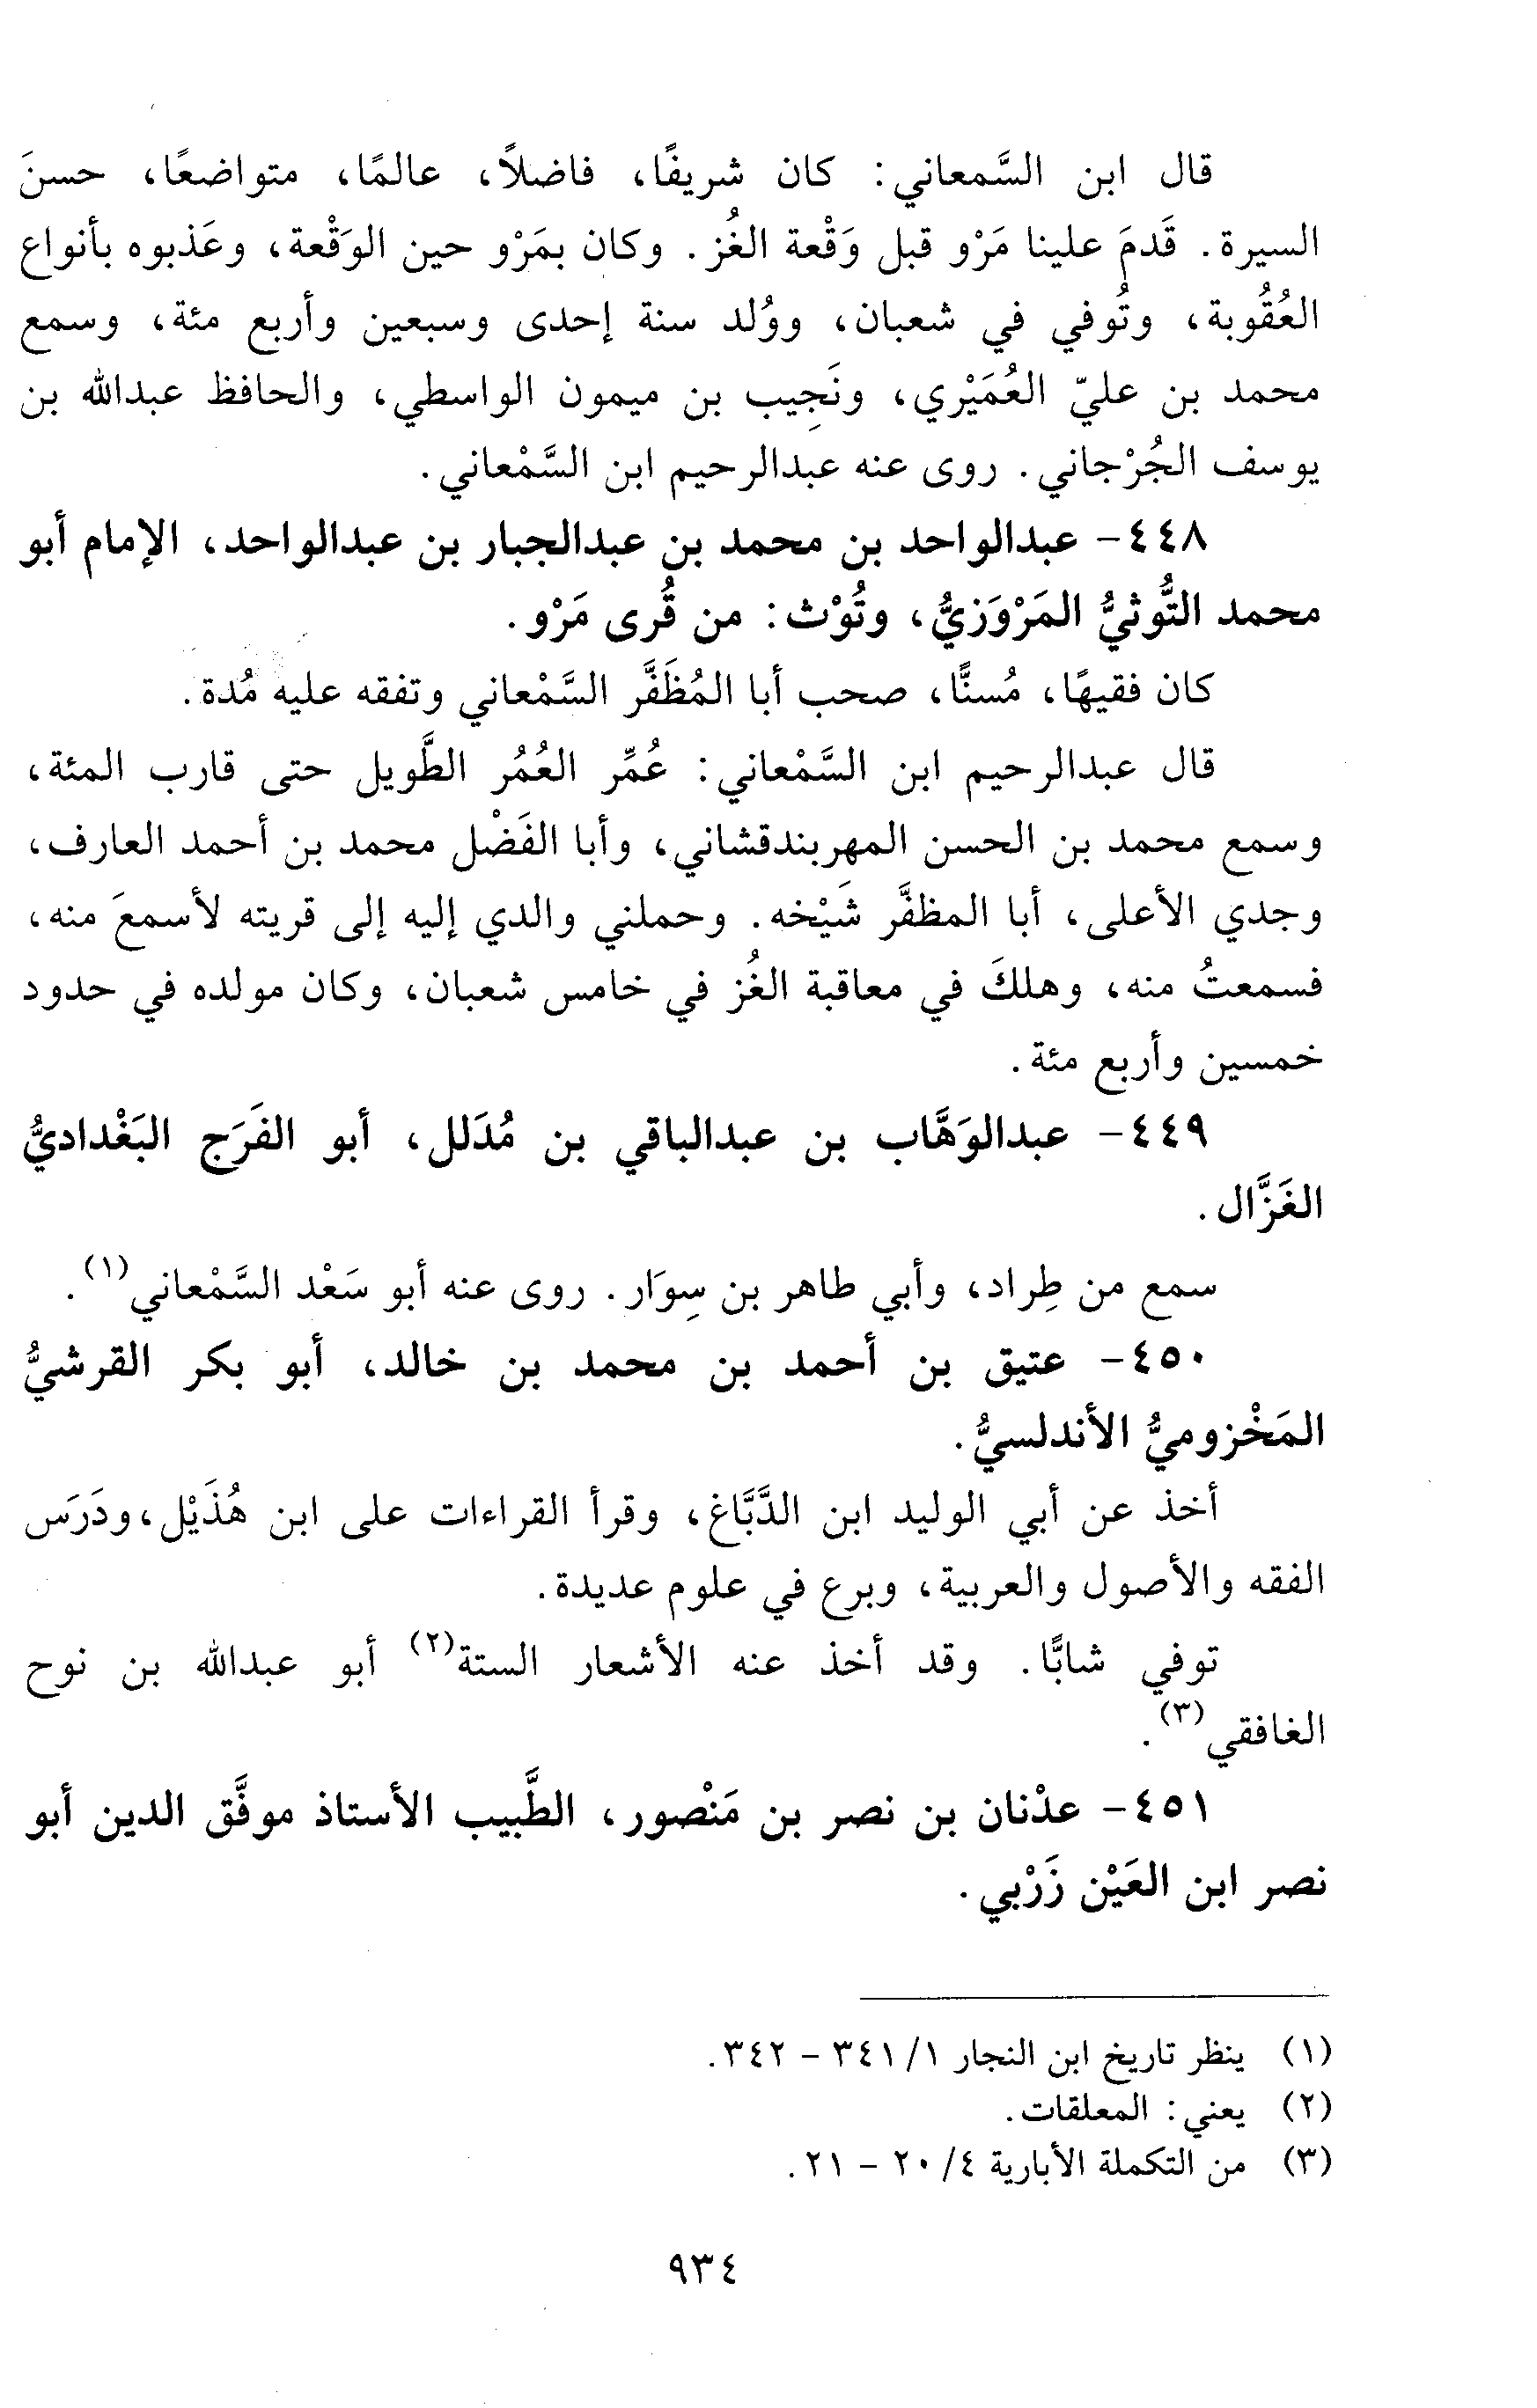 قال ابن السَّمعاني: كان شريفًا، فاضلاً، عالمًا، متواضعًا، حسنَ
السيرة. قَدمَ علينا مَرْو قبل وَقْعة الغُز. وكان بمَرْو حين الوَقْعة، وعَذبوه بأنواع
العُقُوبة، وتُوفي في شعبان، ووُلد سنة إحدى وسبعين وأربع مئة، وسمع
محمد بن عليّ العُمَيْري، ونَجِيب بن ميمون الواسطي، والحافظ عبدالله بن
يوسف الجُرْجاني. روى عنه عبدالرحيم ابن السَّمْعاني.
٤٤٨- عبدالواحد بن محمد بن عبدالجبار بن عبدالواحد، الإمام أبو
محمد التُّوثيُّ المَرْوَزيُّ، وتُوْث: من قُرى مَرْو.
كان فقيهًا، مُسنًّا، صحب أبا المُظَفَّر السَّمْعاني وتفقه عليه مُدة.
قال عبدالرحيم ابن السَّمْعاني: عُمِّر العُمُر الطَّويل حتى قارب المئة،
وسمع محمد بن الحسن المهربندقشاني، وأبا الفَضْل محمد بن أحمد العارف،
وجدي الأعلى، أبا المظفَّر شَيْخه. وحملني والدي إليه إلى قريته لأسمعَ منه،
فسمعتُ منه، وهلكَ في معاقبة الغُز في خامس شعبان، وكان مولده في حدود
خمسين وأربع مئة.
٤٤٩- عبدالوَهَّاب بن عبدالباقي بن مُدَلل، أبو الفَرَج البَغْداديُّ
الغَزَّال.
سمع من طِراد، وأبي طاهر بن سِوَار. روى عنه أبو سَعْد السَّمْعاني(١).
٤٥٠- عتيق بن أحمد بن محمد بن خالد، أبو بكر القرشيُّ
المَخْزوميُّ الأندلسيُّ.
أخذ عن أبي الوليد ابن الدَّبَّاغ، وقرأ القراءات على ابن هُذَيْل، ودَرَس
الفقه والأصول والعربية، وبرع في علوم عديدة.
توفي شابًّا. وقد أخذ عنه الأشعار الستة(٢) أبو عبدالله بن نوح
الغافقي(٣).
٤٥١- عدْنان بن نصر بن مَنْصور، الطَّبيب الأستاذ موفَّق الدين أبو
نصر ابن العَيْن زَرْبي.
(١) ينظر تاريخ ابن النجار ١/ ٣٤١ - ٣٤٢.
(٢) يعني: المعلقات.
(٣) من التكملة الأبارية ٤/ ٢٠ - ٢١.
٩٣٤